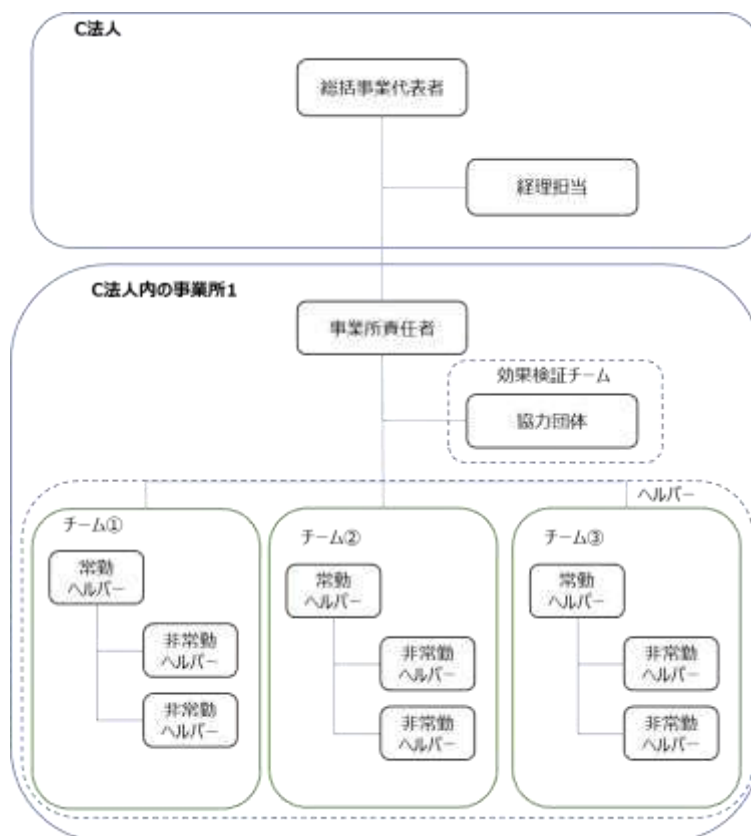 C法人
総括事業代表者
経理担当
C法人内の事業所1
事業所責任者
効果検証チーム
協力団体
ヘルパー
チーム①
常勤
ヘルパー
非常勤
ヘルパー
非常勤
ヘルパー
チーム②
常勤
ヘルパー
非常勤
ヘルパー
非常勤
ヘルパー
チーム③
常勤
ヘルパー
非常勤
ヘルパー
非常勤
ヘルパー